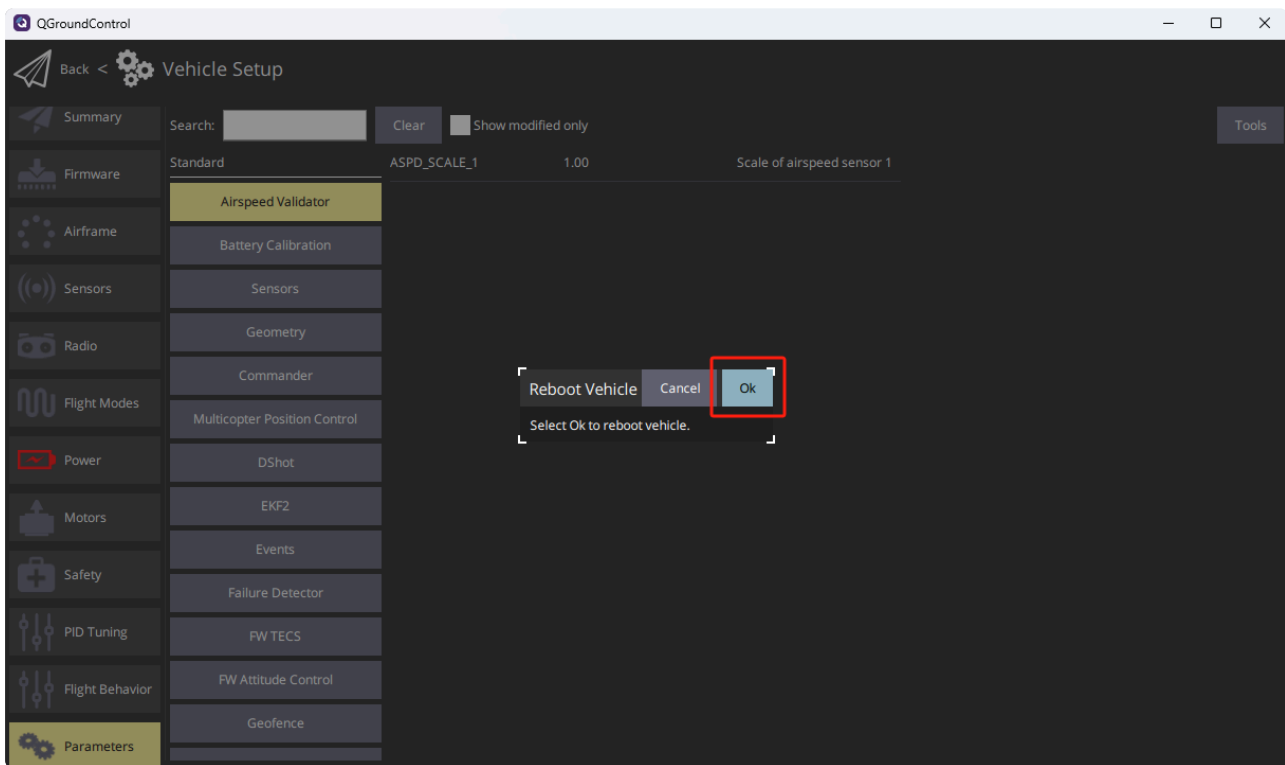 QGroundControl
Back < Vehicle Setup
Summary
Firmware
Airframe
Sensors
Radio
Flight Modes
Power
Motors
Safety
PID Tuning
Flight Behavior
Parameters
Search: Clear Show modified only Tools
Standard
Airspeed Validator
Battery Calibration
Sensors
Geometry
Commander
Multicopter Position Control
DShot
EKF2
Events
Failure Detector
FW TECS
FW Attitude Control
Geofence
ASPD_SCALE_1 1.00 Scale of airspeed sensor 1
Reboot Vehicle Cancel Ok
Select Ok to reboot vehicle.